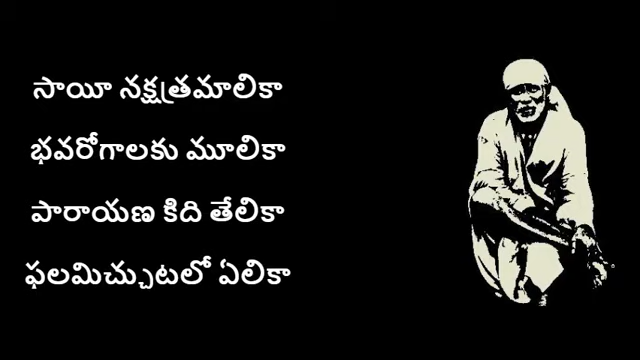 సాయీ నక్షత్రమాలికా
భవరోగాలకు మూలికా
పారాయణ కిది తేలికా
ఫలమిచ్చుటలో ఏలికా